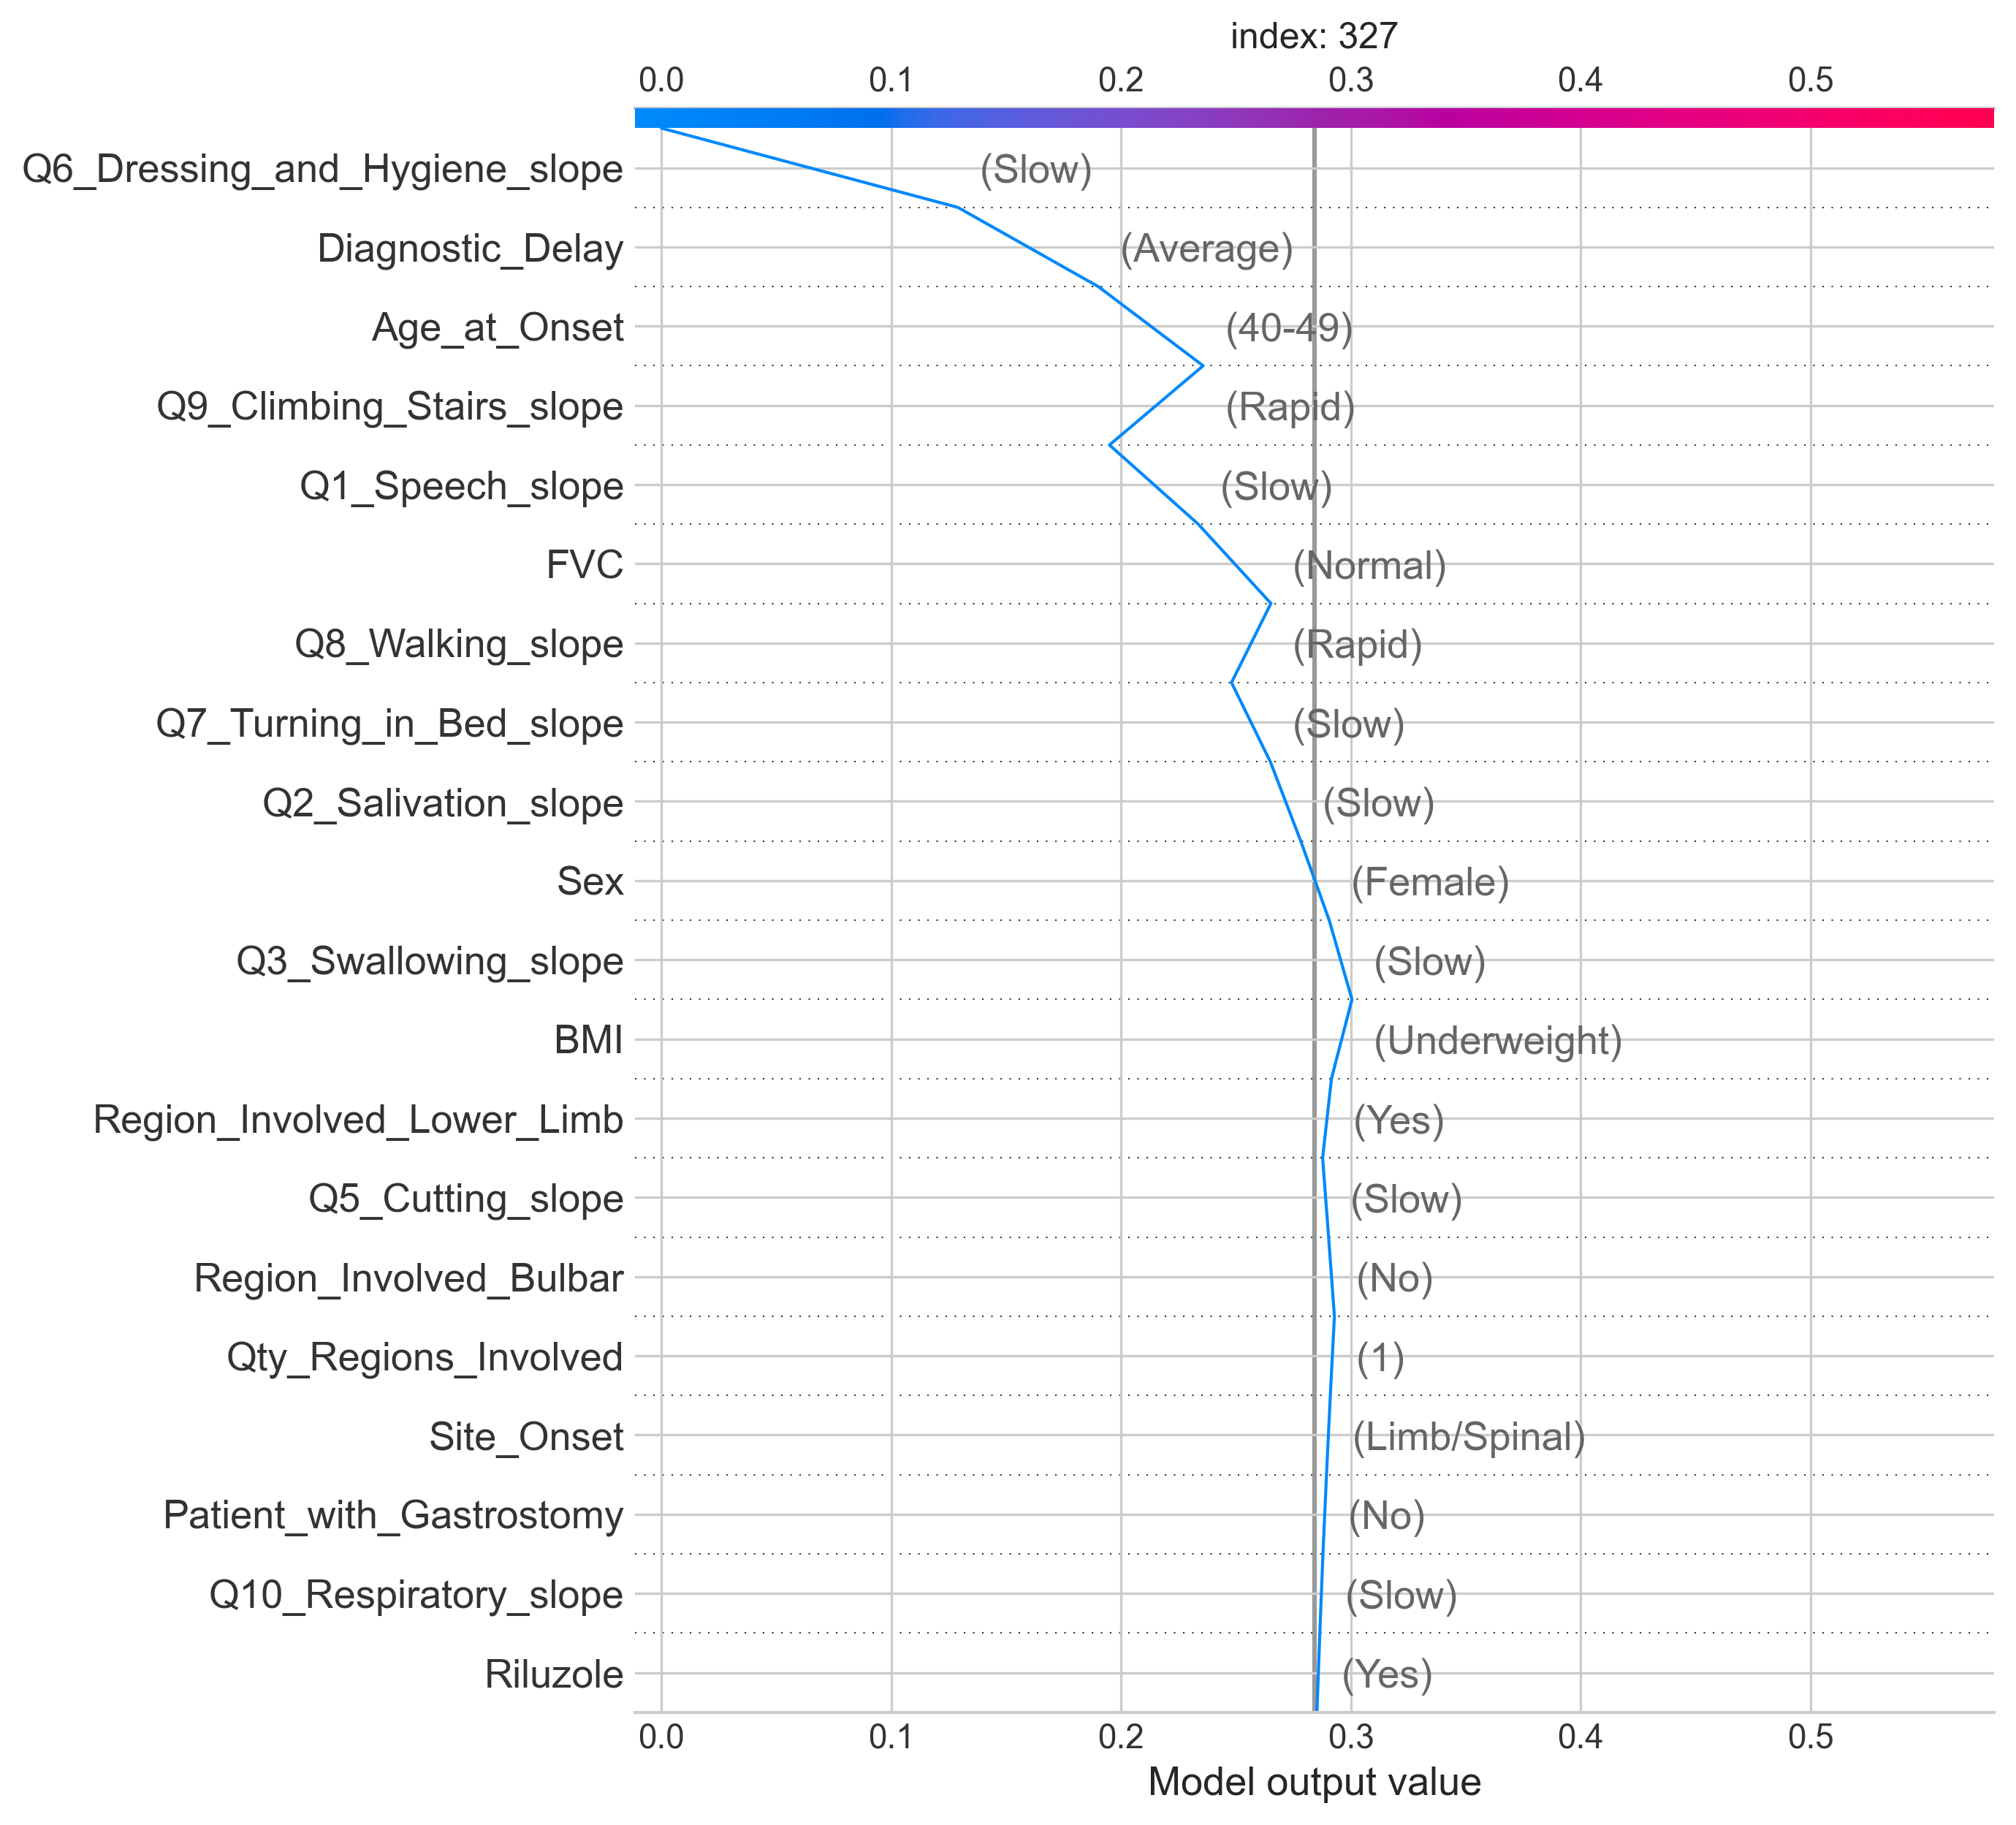 index: 327
0.0 0.1 0.2 0.3 0.4 0.5
Q6_Dressing_and_Hygiene_slope (Slow)
Diagnostic_Delay (Average)
Age_at_Onset (40-49)
Q9_Climbing_Stairs_slope (Rapid)
Q1_Speech_slope (Slow)
FVC (Normal)
Q8_Walking_slope (Rapid)
Q7_Turning_in_Bed_slope (Slow)
Q2_Salivation_slope (Slow)
Sex (Female)
Q3_Swallowing_slope (Slow)
BMI (Underweight)
Region_Involved_Lower_Limb (Yes)
Q5_Cutting_slope (Slow)
Region_Involved_Bulbar (No)
Qty_Regions_Involved (1)
Site_Onset (Limb/Spinal)
Patient_with_Gastrostomy (No)
Q10_Respiratory_slope (Slow)
Riluzole (Yes)
0.0 0.1 0.2 0.3 0.4 0.5
Model output value